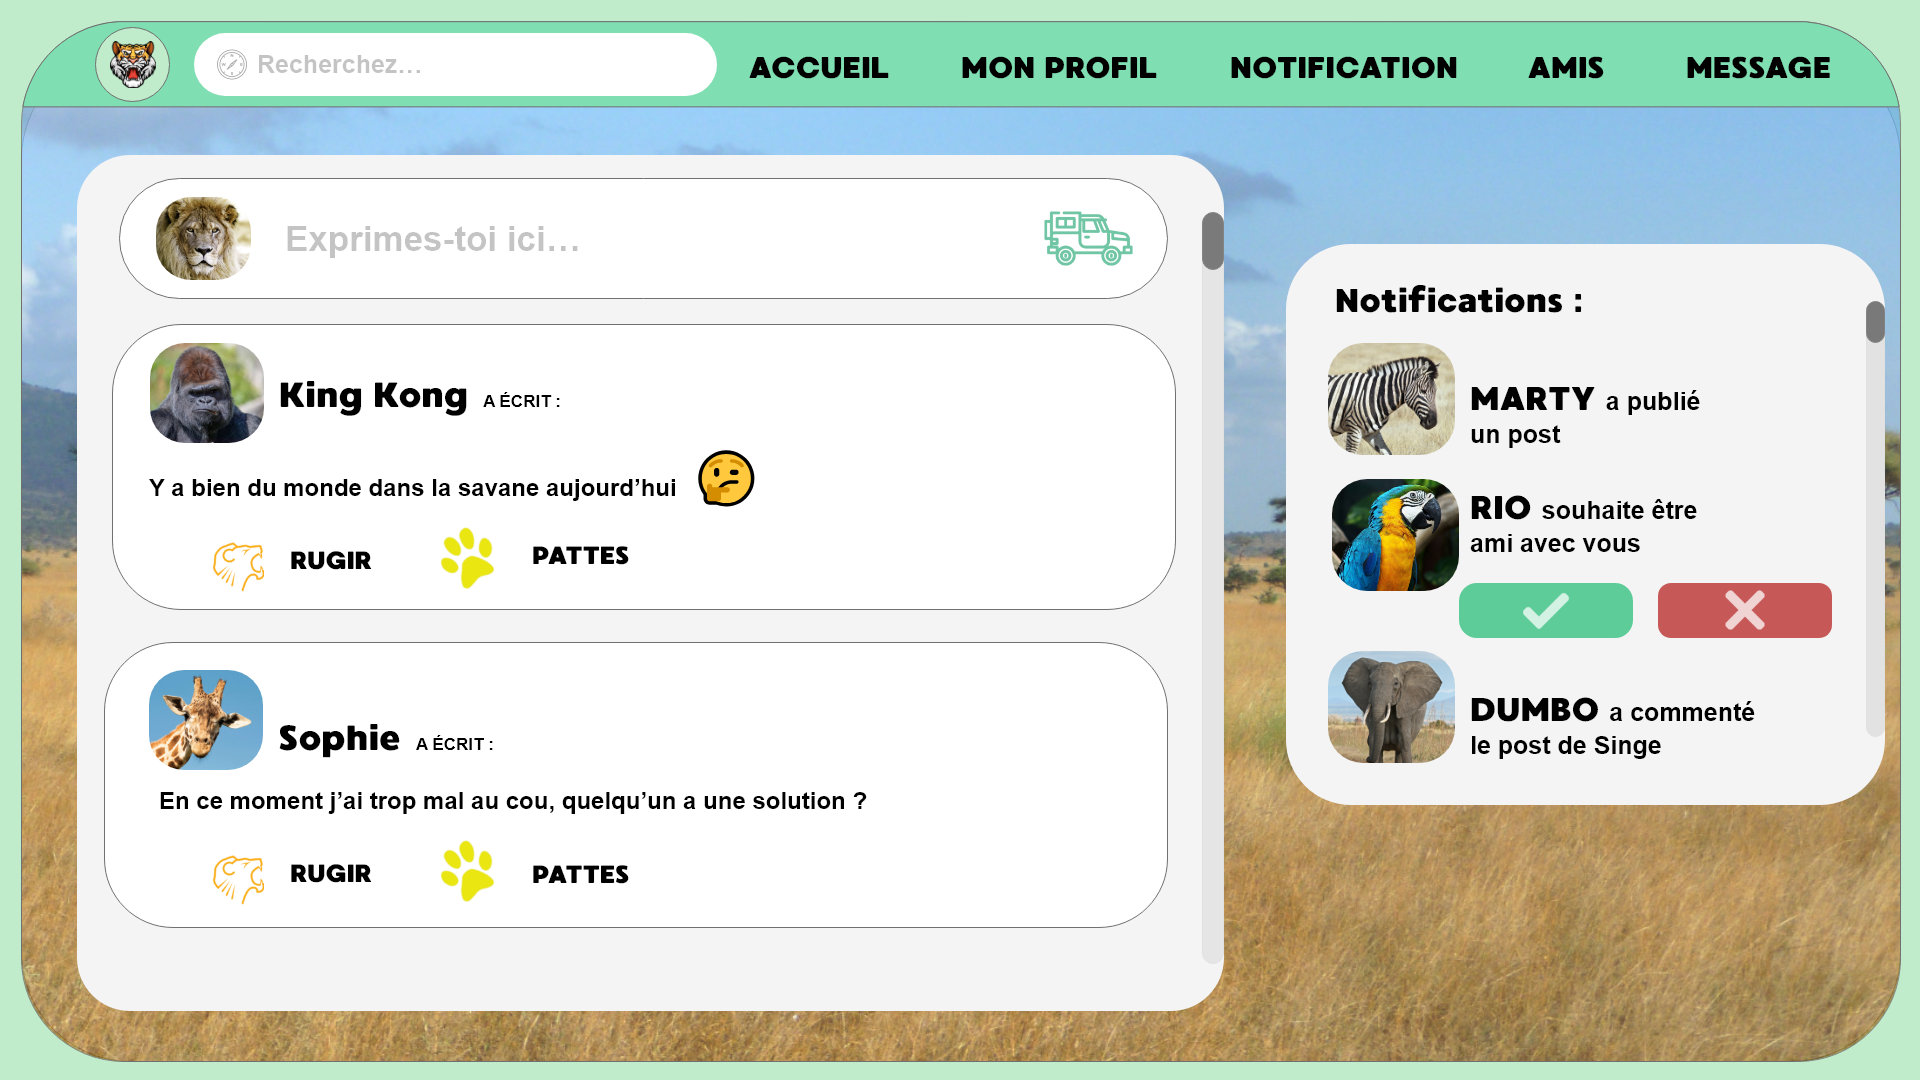 Recherchez…
ACCUEIL
MON PROFIL
NOTIFICATION
AMIS
MESSAGE
Exprimes-toi ici…
King Kong A ÉCRIT :
Y a bien du monde dans la savane aujourd’hui
RUGIR
PATTES
Sophie A ÉCRIT :
En ce moment j’ai trop mal au cou, quelqu’un a une solution ?
RUGIR
PATTES
Notifications :
MARTY a publié
un post
RIO souhaite être
ami avec vous
DUMBO a commenté
le post de Singe